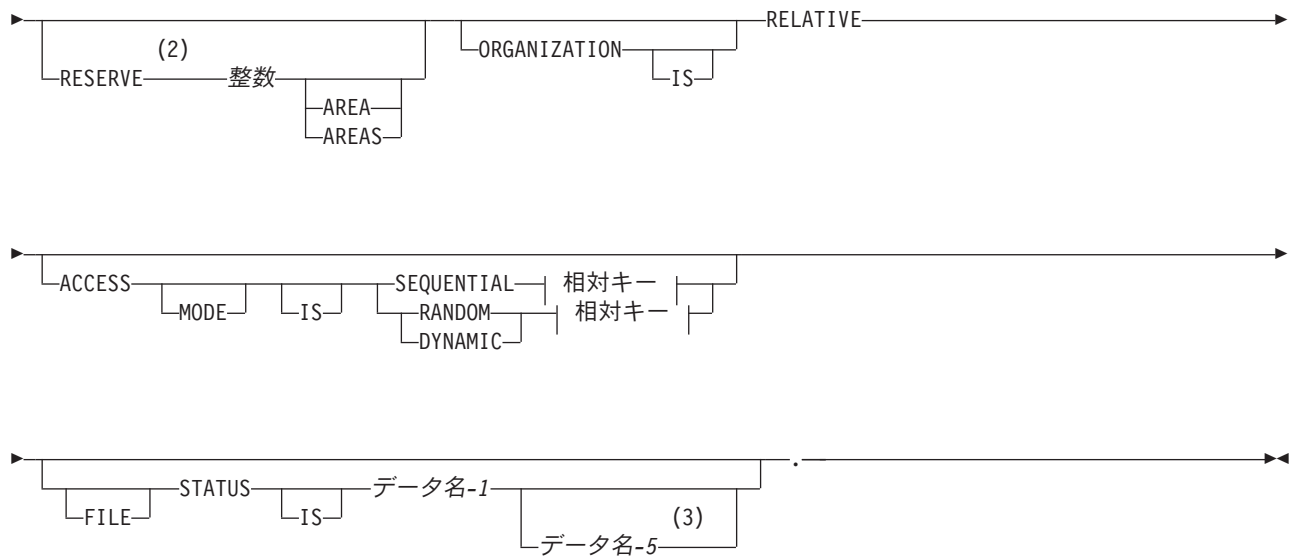 RELATIVE
(2)
ORGANIZATION
RESERVE 整数 IS
AREA
AREAS
ACCESS SEQUENTIAL 相対キー
MODE IS RANDOM 相対キー
DYNAMIC
.
STATUS データ名-1
FILE IS (3)
データ名-5